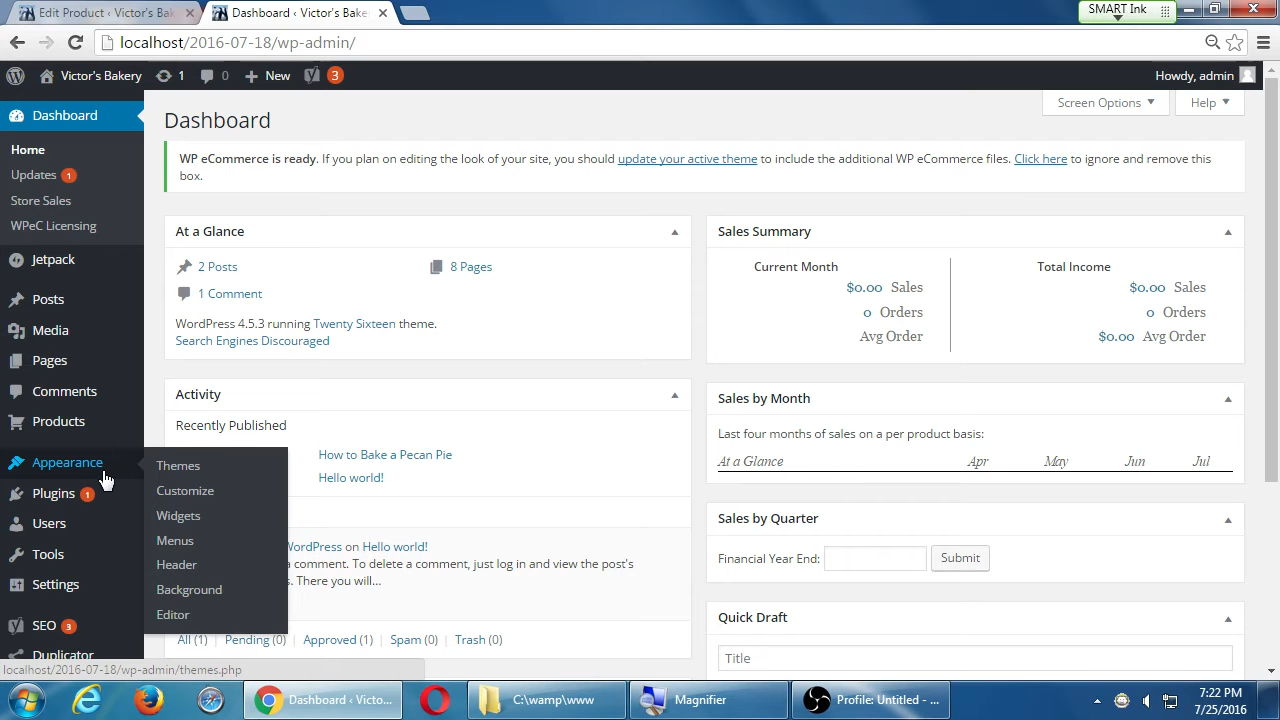 Edit Product ‹ Victor's Ba
Dashboard ‹ Victor's Bake
SMART Ink
localhost/2016-07-18/wp-admin/
Victor's Bakery
1
0
New
3
Howdy, admin
Dashboard
Home
Updates 1
Store Sales
WPeC Licensing
Jetpack
Posts
Media
Pages
Comments
Products
Appearance
Plugins 1
Users
Tools
Settings
SEO 3
Duplicator
Themes
Customize
Widgets
Menus
Header
Background
Editor
Screen Options
Help
Dashboard
WP eCommerce is ready. If you plan on editing the look of your site, you should update your active theme to include the additional WP eCommerce files. Click here to ignore and remove this
box.
At a Glance
2 Posts
8 Pages
1 Comment
WordPress 4.5.3 running Twenty Sixteen theme.
Search Engines Discouraged
Activity
Recently Published
How to Bake a Pecan Pie
Hello world!
WordPress on Hello world!
a comment. To delete a comment, just log in and view the post's
s. There you will...
All (1)
Pending (0)
Approved (1)
Spam (0)
Trash (0)
Sales Summary
Current Month
$0.00 Sales
0 Orders
Avg Order
Total Income
$0.00 Sales
0 Orders
$0.00 Avg Order
Sales by Month
Last four months of sales on a per product basis:
At a Glance Apr May Jun Jul
Sales by Quarter
Financial Year End:
Submit
Quick Draft
Title
localhost/2016-07-18/wp-admin/themes.php
Dashboard ‹ Victo...
C:\wamp\www
Magnifier
Profile: Untitled - ...
7:22 PM
7/25/2016